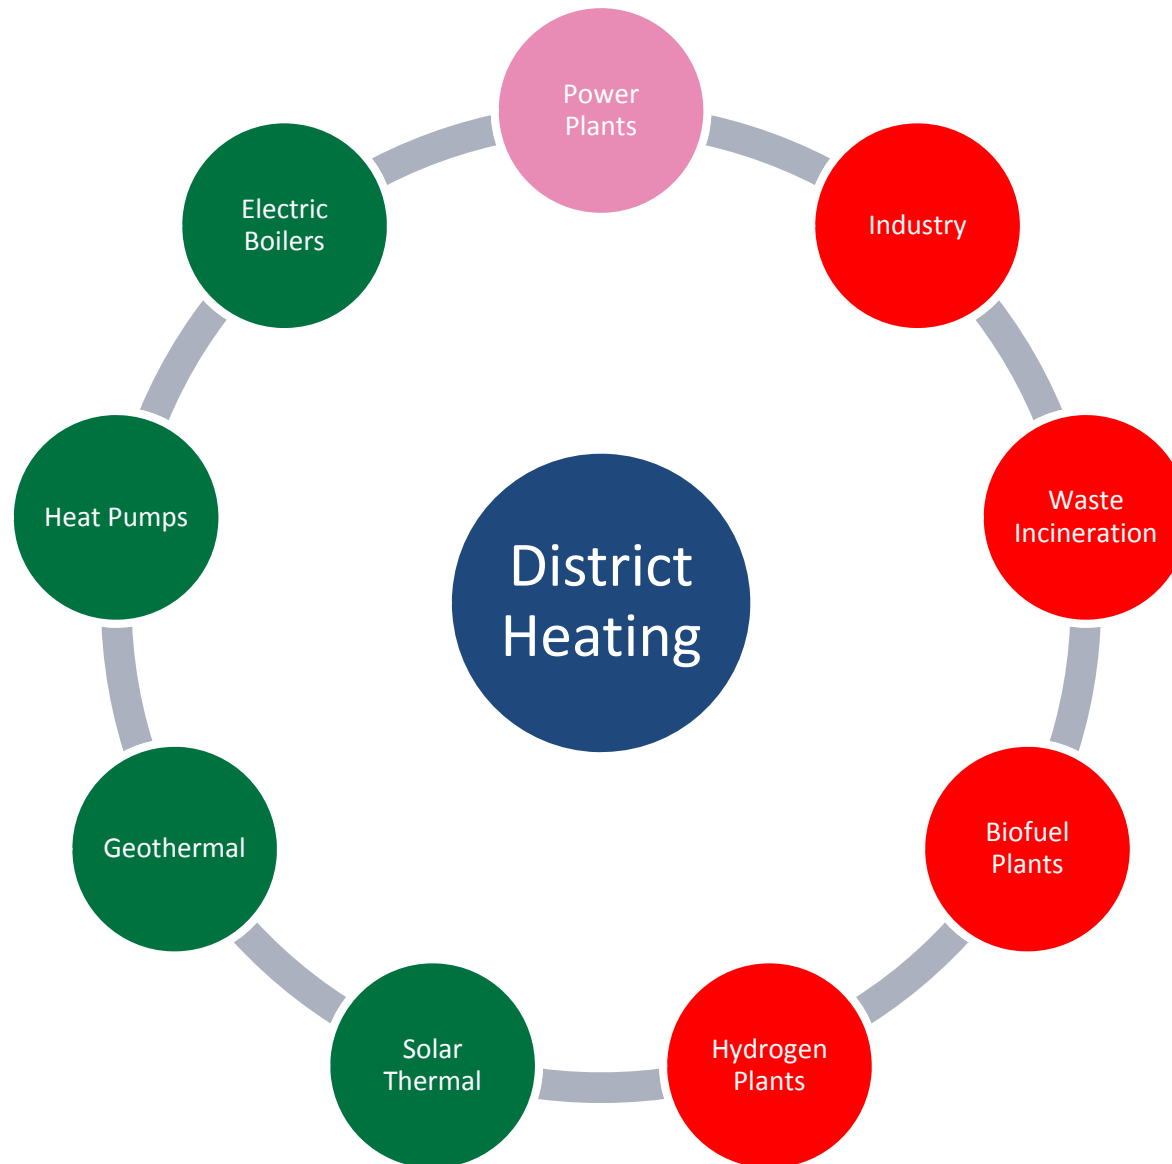 Power
Plants
Electric
Boilers
Industry
Heat Pumps
Waste
Incineration
District
Heating
Geothermal
Biofuel
Plants
Solar
Thermal
Hydrogen
Plants